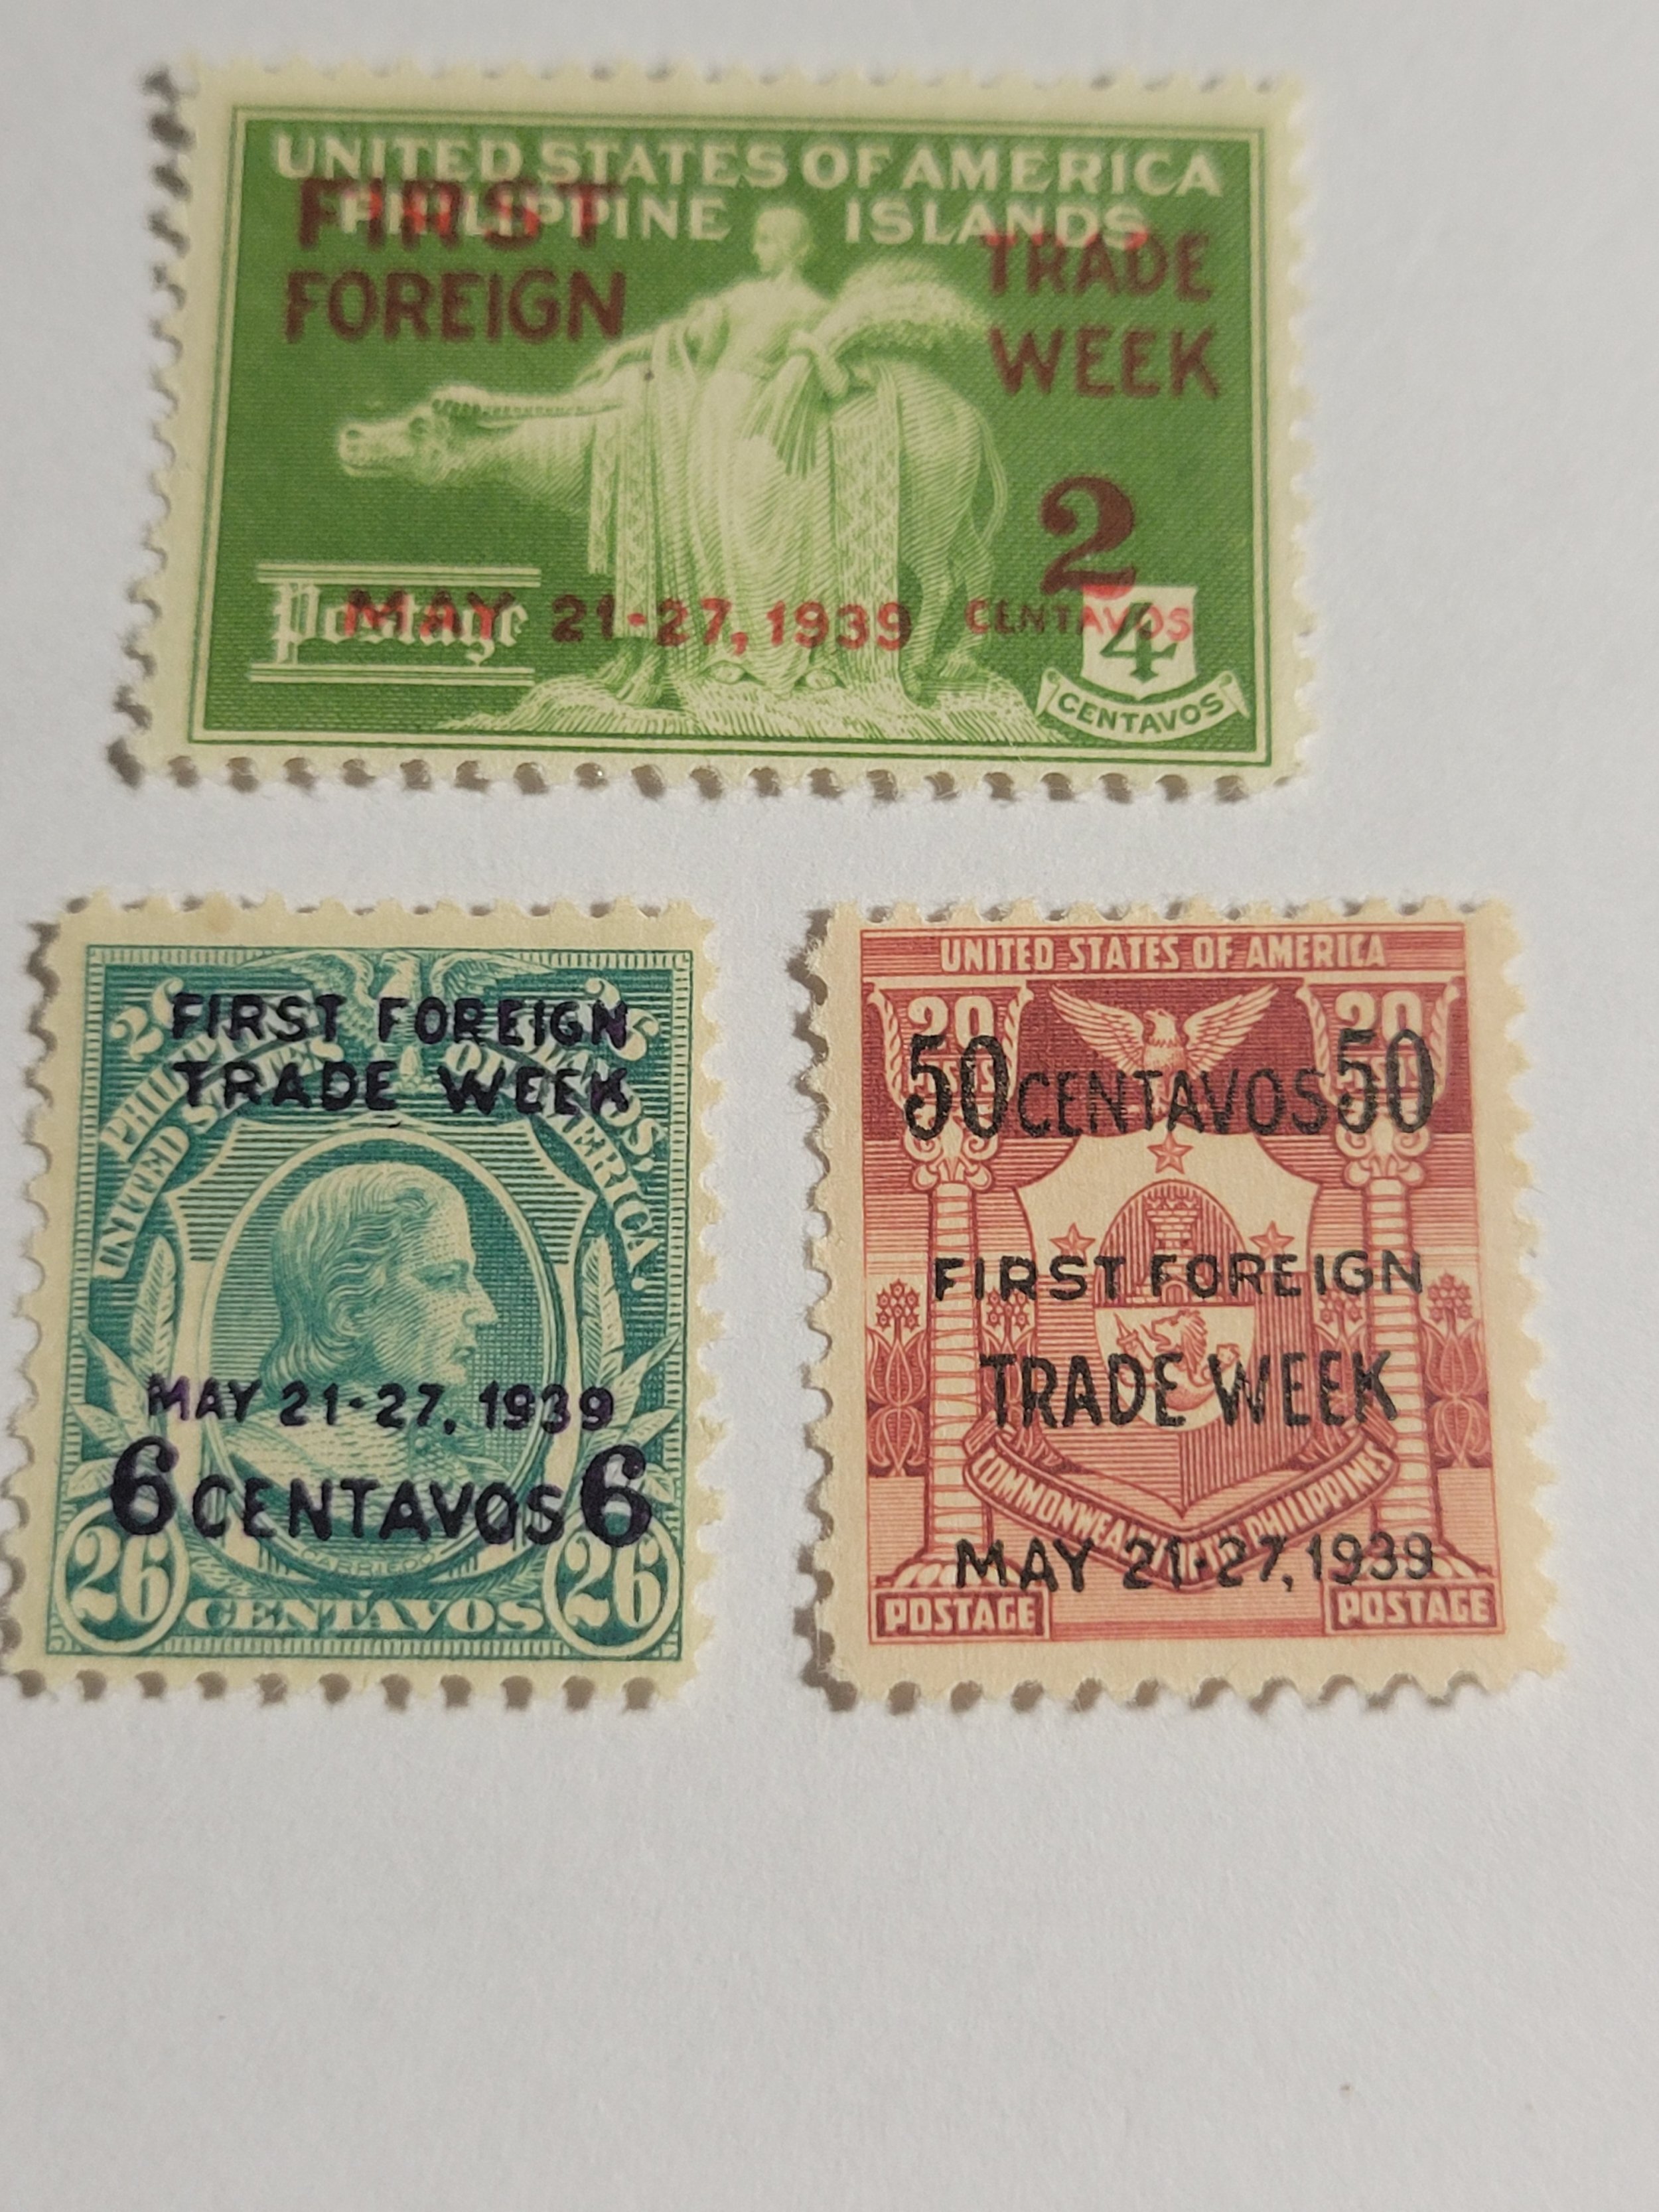 UNITED STATES OF AMERICA
PHILIPPINE ISLANDS
FIRST
FOREIGN
TRADE
WEEK
2
CENTAVOS
Postage
MAY 21-27, 1939
4
CENTAVOS
FIRST FOREIGN
TRADE WEEK
UNITED STATES OF AMERICA.
MAY 21-27, 1939
6 CENTAVOS 6
CARRIEDO
26 CENTAVOS 26
UNITED STATES OF AMERICA
20 20
50 CENTAVOS 50
FIRST FOREIGN
TRADE WEEK
COMMONWEALTH OF THE PHILIPPINES
MAY 21-27, 1939
POSTAGE POSTAGE